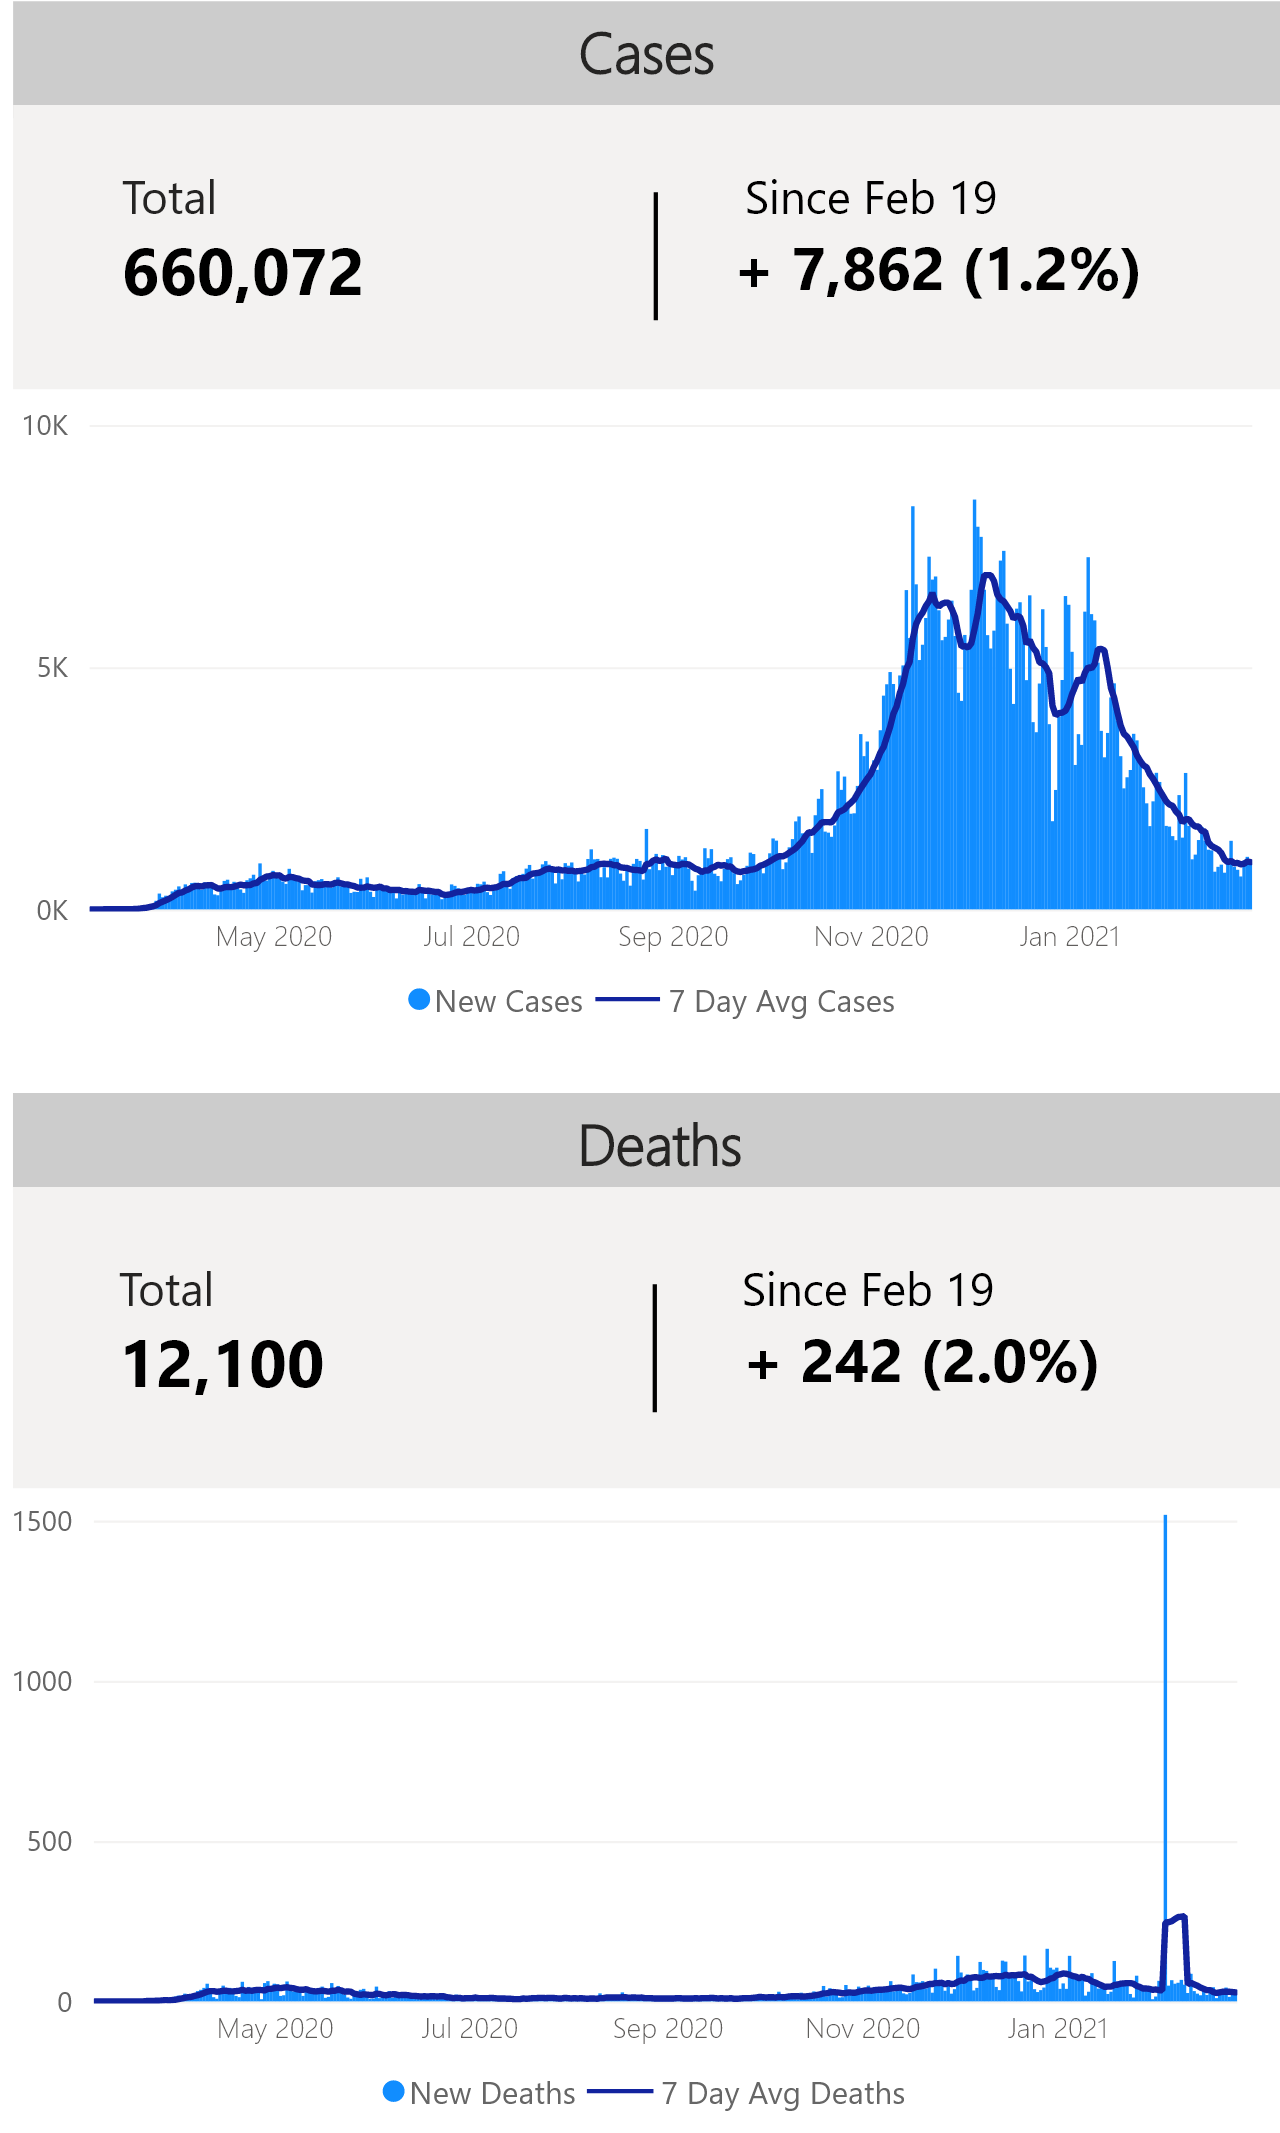 Cases
Total
Since Feb 19
660,072
+ 7,862 (1.2%)
10K
5K
0K
May 2020
Jul 2020
Sep 2020
Nov 2020
Jan 2021
New Cases
7 Day Avg Cases
Deaths
Total
Since Feb 19
12,100
+ 242 (2.0%)
1500
1000
500
0
May 2020
Jul 2020
Sep 2020
Nov 2020
Jan 2021
New Deaths
7 Day Avg Deaths